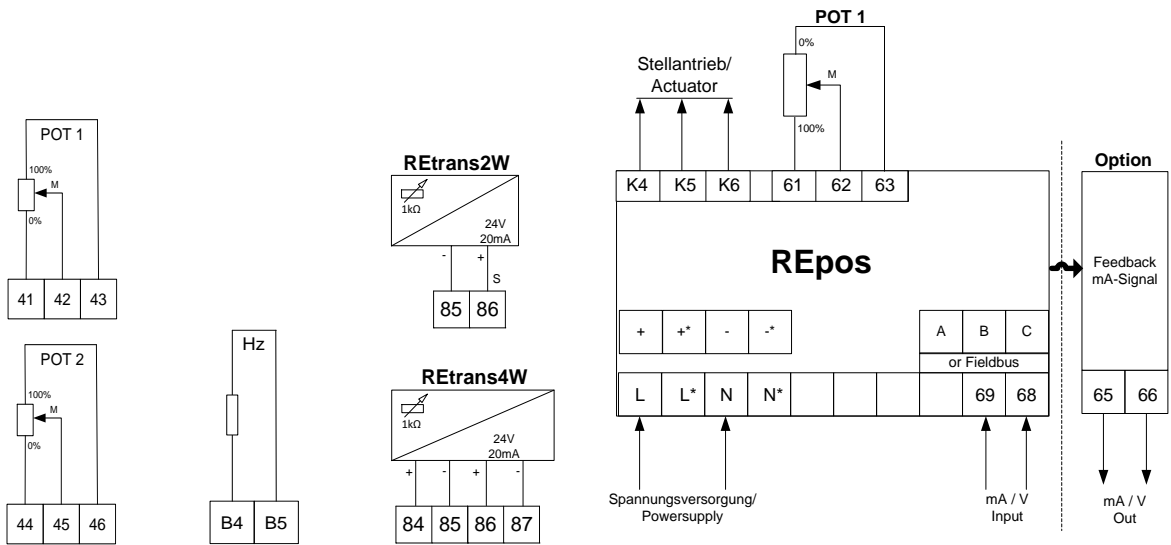 POT 1
100%
M
0%
41 42 43
POT 2
100%
M
0%
44 45 46
Hz
B4 B5
REtrans2W
1kΩ
24V
20mA
- +
S
85 86
REtrans4W
1kΩ
24V
20mA
+ - + -
84 85 86 87
POT 1
0%
Stellantrieb/
Actuator
M
100%
K4 K5 K6 61 62 63
REpos
+ +* - -*
A B C
or Fieldbus
L L* N N* 69 68
Spannungsversorgung/
Powersupply
mA / V
Input
Option
Feedback
mA-Signal
65 66
mA / V
Out